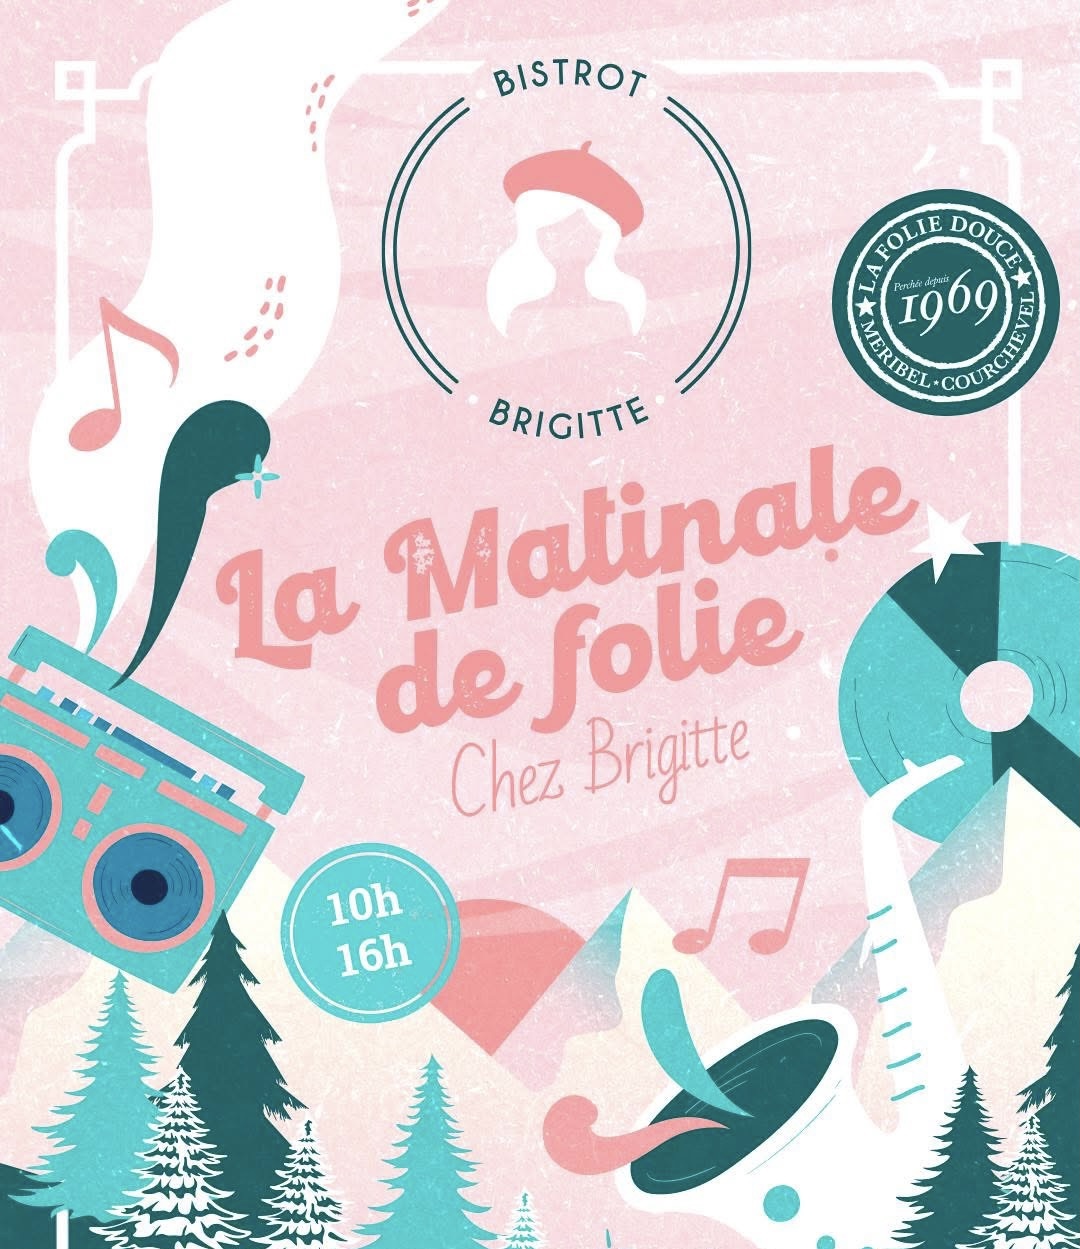 BISTROT
BRIGITTE
LA FOLIE DOUCE
Perchée depuis
1969
MERIBEL COURCHEVEL
La Matinale
de folie
Chez Brigitte
10h
16h